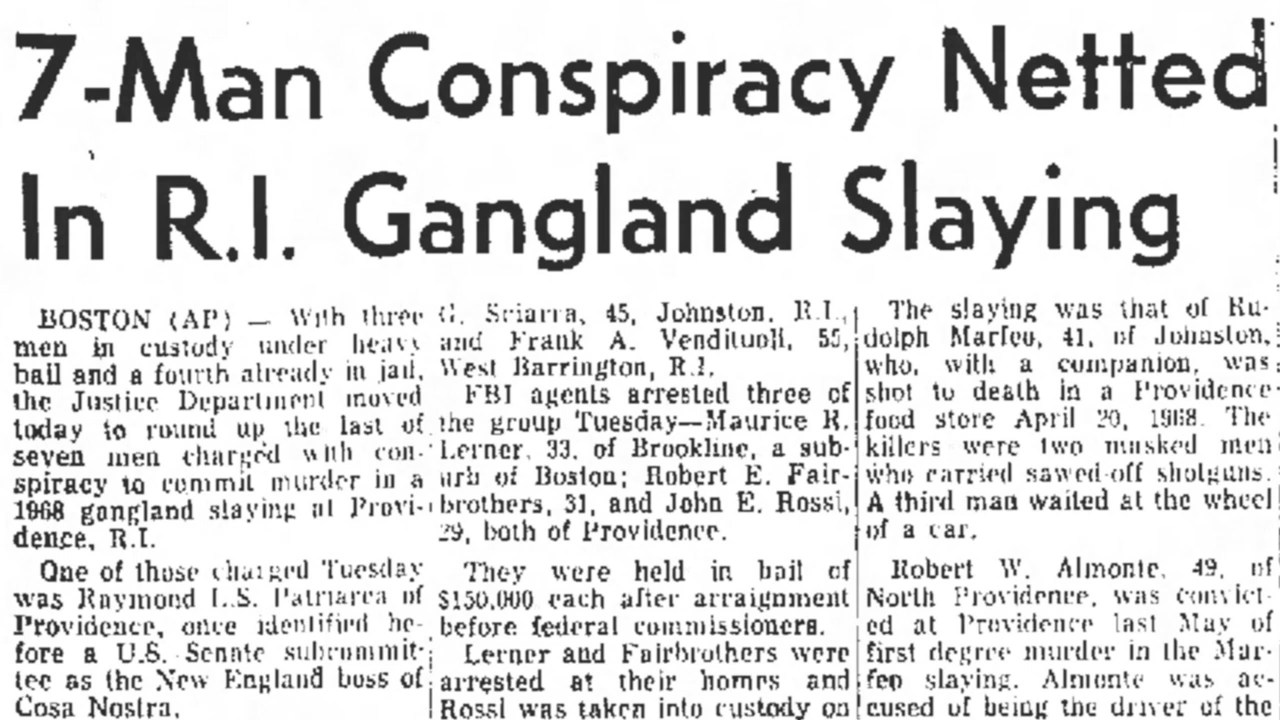 7-Man Conspiracy Netted
In R.I. Gangland Slaying
BOSTON (AP) — With three
men in custody under heavy
bail and a fourth already in jail,
the Justice Department moved
today to round up the last of
seven men charged with con-
spiracy to commit murder in a
1968 gangland slaying at Provi-
dence, R.I.
One of those charged Tuesday
was Raymond L.S. Patriarca of
Providence, once identified be-
fore a U.S. Senate subcommit-
tee as the New England boss of
Cosa Nostra.
G. Sciarra, 45, Johnston, R.I.,
and Frank A. Vendituoli, 55,
West Barrington, R.I.
FBI agents arrested three of
the group Tuesday—Maurice R.
Lerner, 33, of Brookline, a sub-
urb of Boston; Robert E. Fair-
brothers, 31, and John E. Rossi,
29, both of Providence.
They were held in bail of
$150,000 each after arraignment
before federal commissioners.
Lerner and Fairbrothers were
arrested at their homes and
Rossi was taken into custody on
The slaying was that of Ru-
dolph Marfeo, 41, of Johnston,
who, with a companion, was
shot to death in a Providence
food store April 20, 1968. The
killers were two masked men
who carried sawed-off shotguns.
A third man waited at the wheel
of a car.
Robert W. Almonte, 49, of
North Providence, was convict-
ed at Providence last May of
first degree murder in the Mar-
feo slaying. Almonte was ac-
cused of being the driver of the